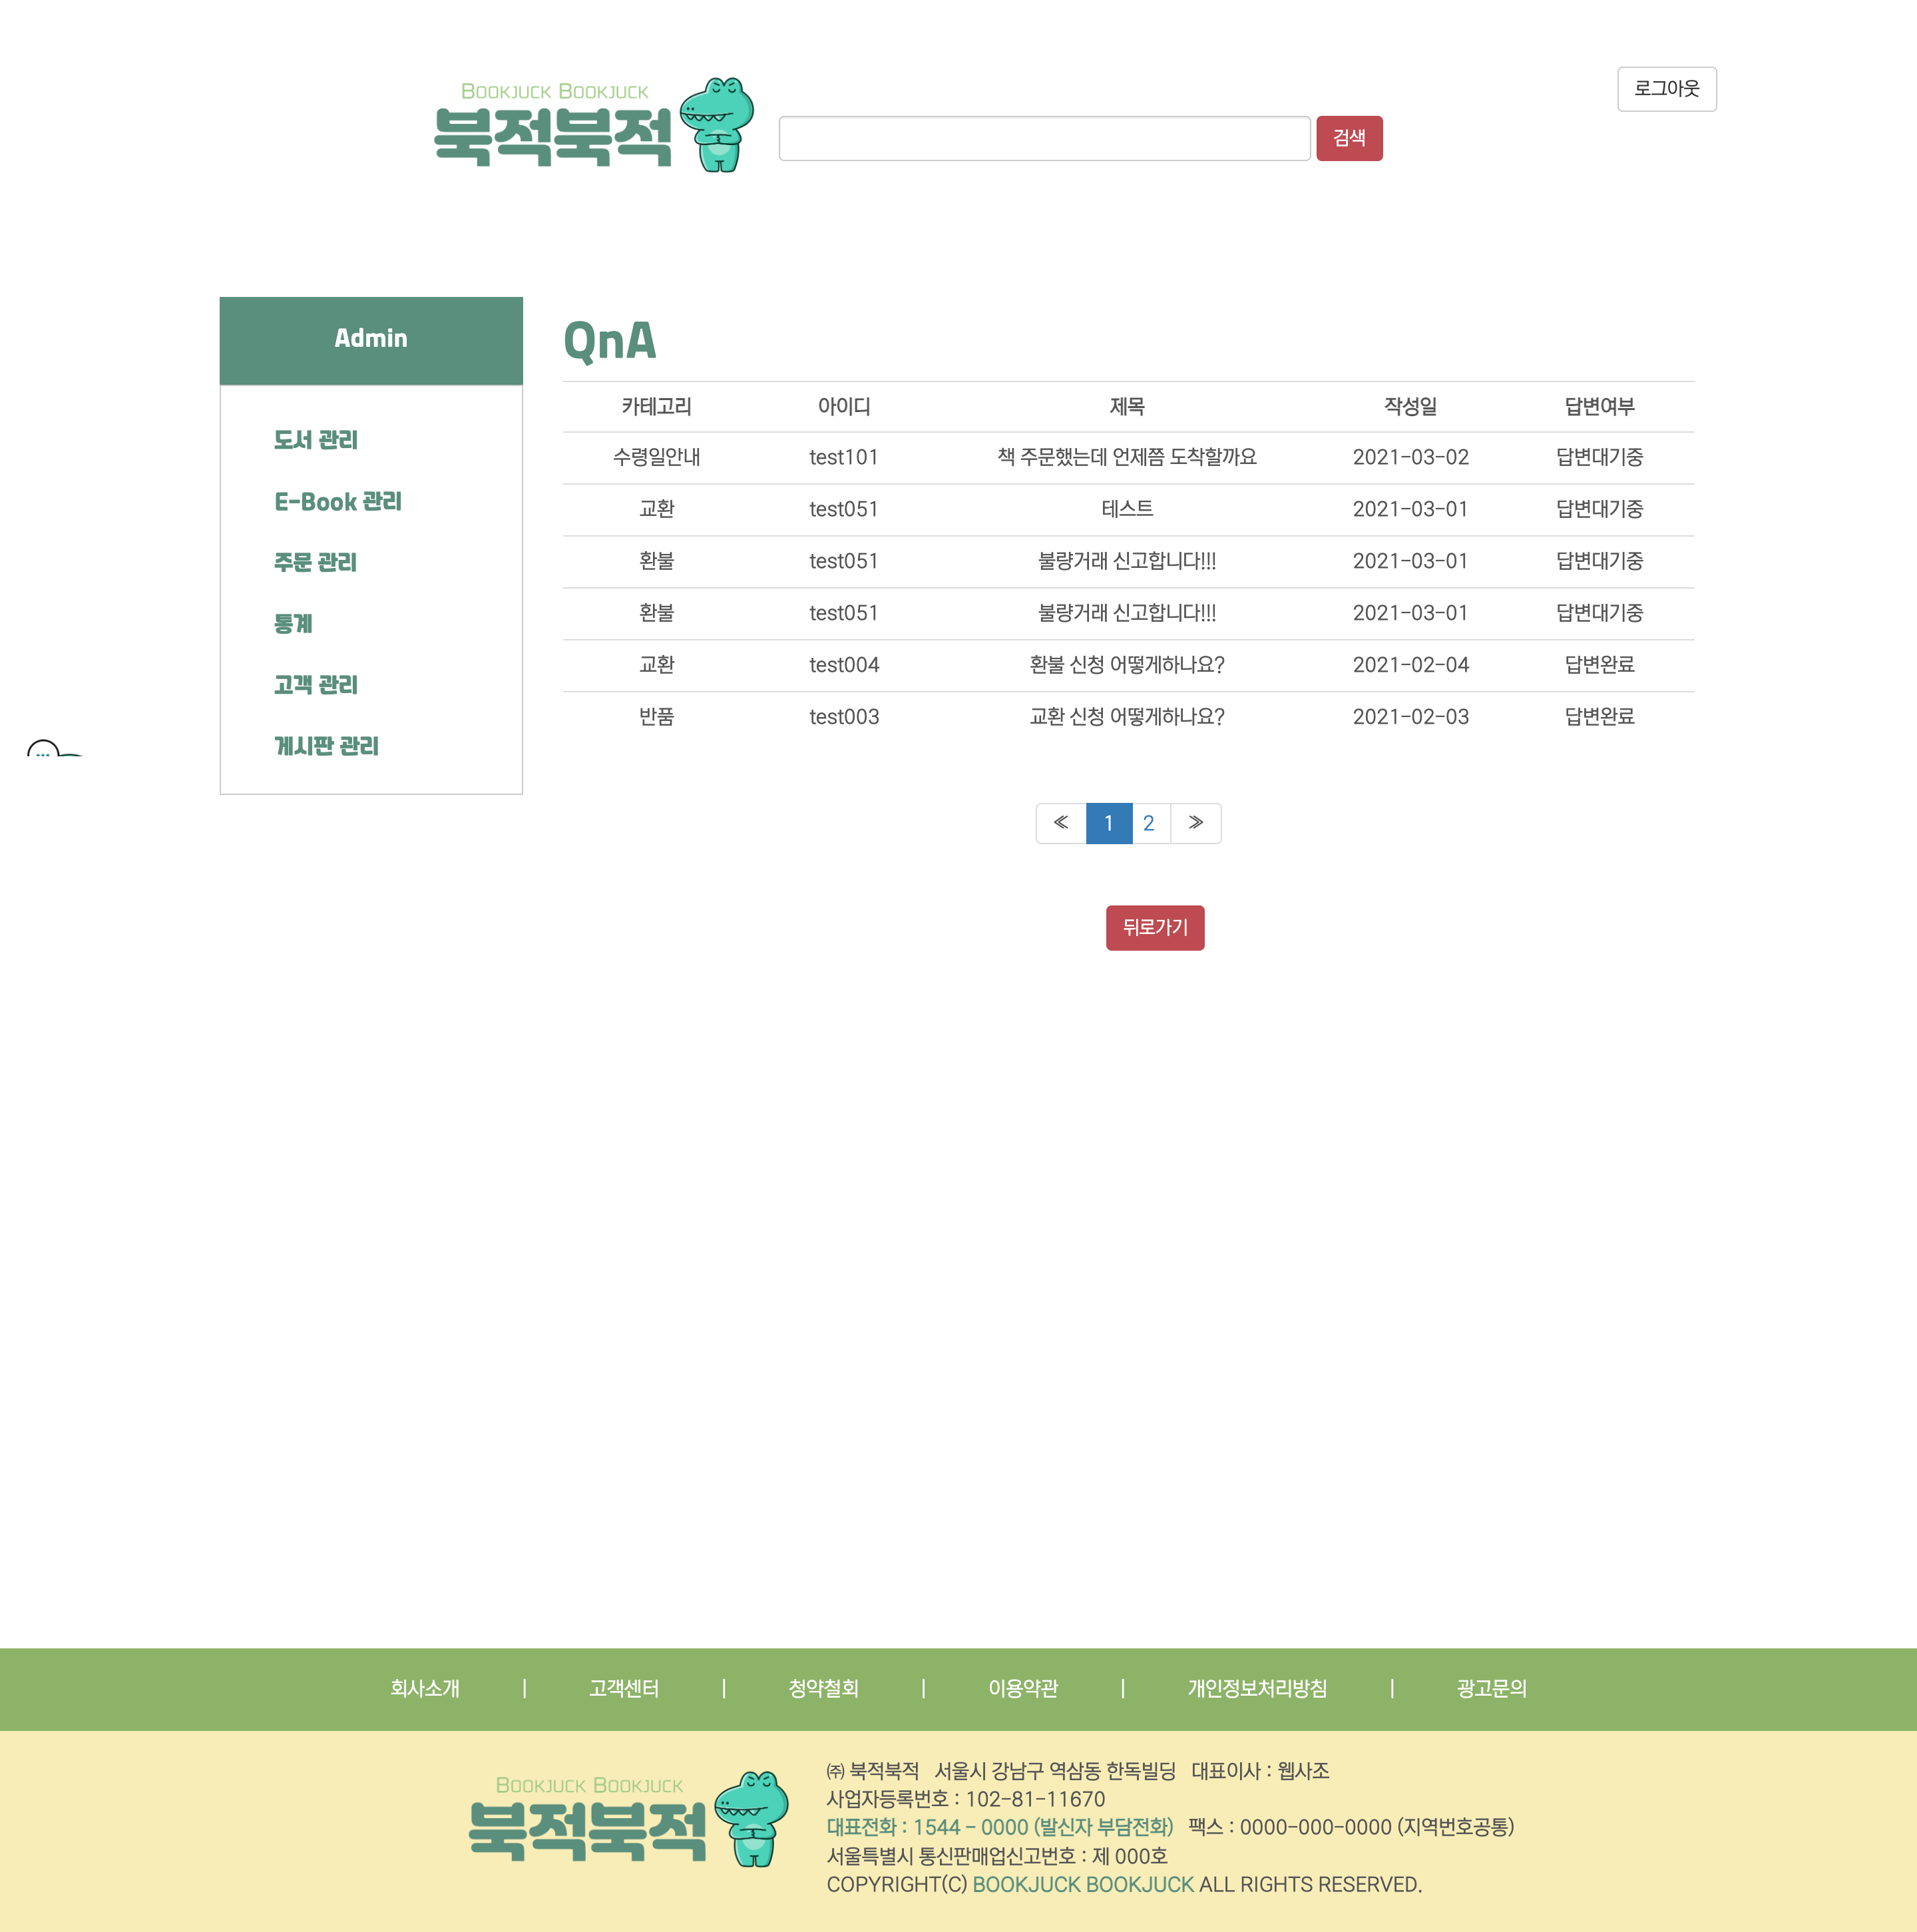 BOOKJUCK BOOKJUCK
북적북적
로그아웃
검색
Admin
도서 관리
E-Book 관리
주문 관리
통계
고객 관리
게시판 관리
QnA
카테고리 아이디 제목 작성일 답변여부
수령일안내 test101 책 주문했는데 언제쯤 도착할까요 2021-03-02 답변대기중
교환 test051 테스트 2021-03-01 답변대기중
환불 test051 불량거래 신고합니다!!! 2021-03-01 답변대기중
환불 test051 불량거래 신고합니다!!! 2021-03-01 답변대기중
교환 test004 환불 신청 어떻게하나요? 2021-02-04 답변완료
반품 test003 교환 신청 어떻게하나요? 2021-02-03 답변완료
≪ 1 2 ≫
뒤로가기
회사소개 | 고객센터 | 청약철회 | 이용약관 | 개인정보처리방침 | 광고문의
BOOKJUCK BOOKJUCK
북적북적
㈜ 북적북적 서울시 강남구 역삼동 한독빌딩 대표이사 : 웹사조
사업자등록번호 : 102-81-11670
대표전화 : 1544 - 0000 (발신자 부담전화) 팩스 : 0000-000-0000 (지역번호공통)
서울특별시 통신판매업신고번호 : 제 000호
COPYRIGHT(C) BOOKJUCK BOOKJUCK ALL RIGHTS RESERVED.